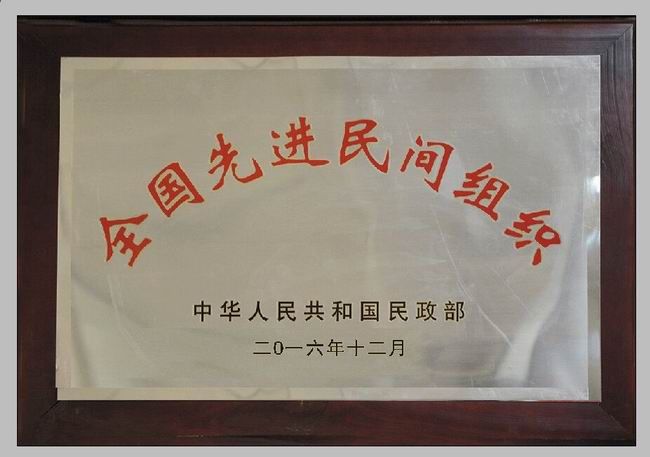 全国先进民间组织
中华人民共和国民政部
二0一六年十二月